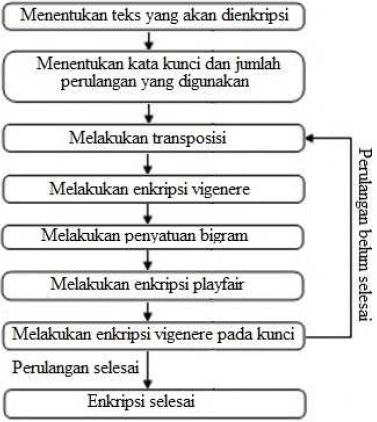 Menentukan teks yang akan dienkripsi
Menentukan kata kunci dan jumlah
perulangan yang digunakan
Melakukan transposisi
Melakukan enkripsi vigenere
Melakukan penyatuan bigram
Melakukan enkripsi playfair
Melakukan enkripsi vigenere pada kunci
Perulangan belum selesai
Perulangan selesai
Enkripsi selesai